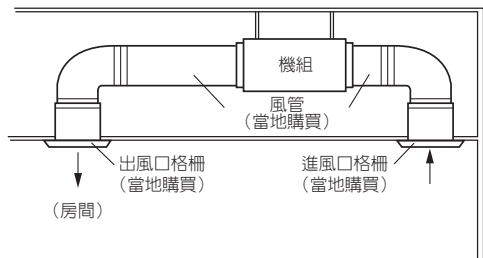 機組
風管
（當地購買）
出風口格柵
（當地購買）
進風口格柵
（當地購買）
（房間）